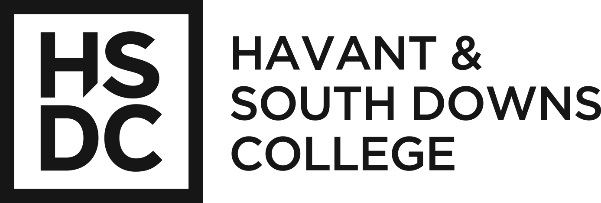 HS
DC
HAVANT &
SOUTH DOWNS
COLLEGE